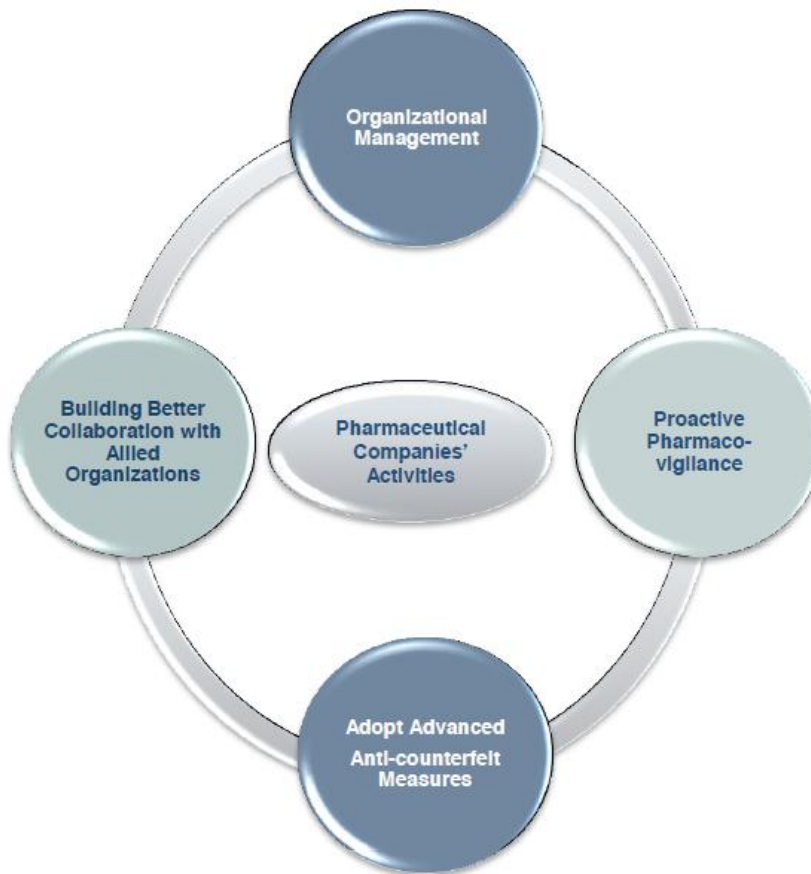 Organizational
Management
Building Better
Collaboration with
Allied
Organizations
Pharmaceutical
Companies’
Activities
Proactive
Pharmaco-
vigilance
Adopt Advanced
Anti-counterfeit
Measures